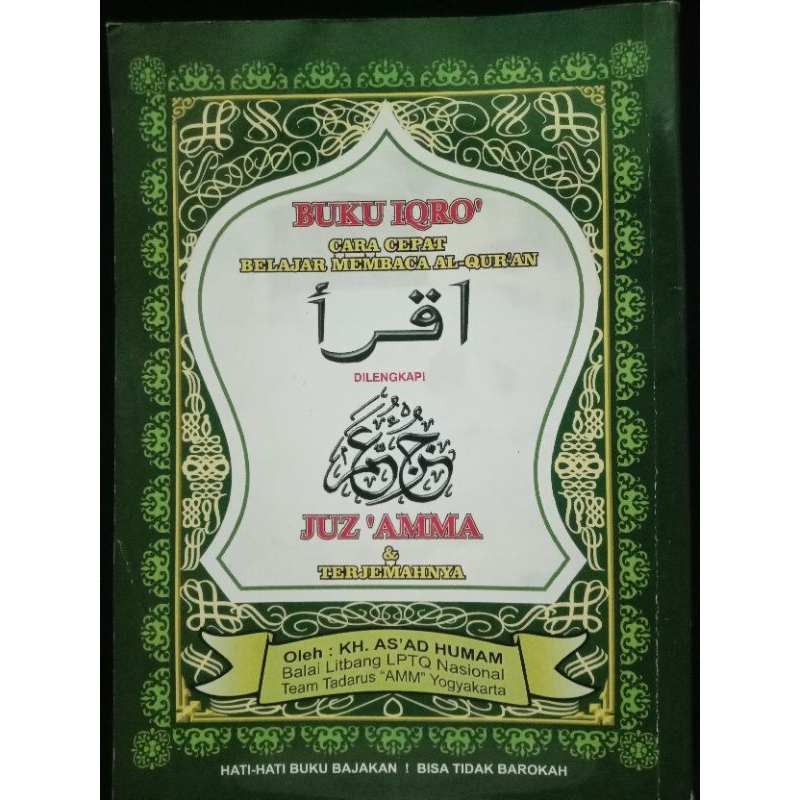 BUKU IQRO'
CARA CEPAT
BELAJAR MEMBACA AL-QUR'AN
اقرأ
DILENGKAPI
جزء عم
JUZ 'AMMA
&
TERJEMAHNYA
Oleh : KH. AS'AD HUMAM
Balai Litbang LPTQ Nasional
Team Tadarus "AMM" Yogyakarta
HATI-HATI BUKU BAJAKAN ! BISA TIDAK BAROKAH